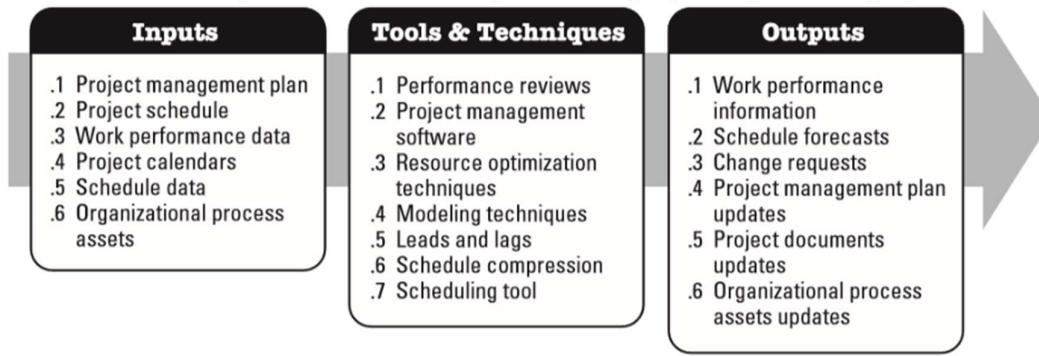 Inputs
.1 Project management plan
.2 Project schedule
.3 Work performance data
.4 Project calendars
.5 Schedule data
.6 Organizational process
assets
Tools & Techniques
.1 Performance reviews
.2 Project management
software
.3 Resource optimization
techniques
.4 Modeling techniques
.5 Leads and lags
.6 Schedule compression
.7 Scheduling tool
Outputs
.1 Work performance
information
.2 Schedule forecasts
.3 Change requests
.4 Project management plan
updates
.5 Project documents
updates
.6 Organizational process
assets updates